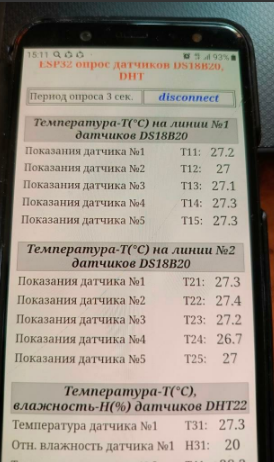 15:11
93%
ESP32 опрос датчиков DS18B20,
DHT
Период опроса 3 сек. disconnect
Температура-T(°C) на линии №1
датчиков DS18B20
Показания датчика №1 T11: 27.2
Показания датчика №2 T12: 27
Показания датчика №3 T13: 27.1
Показания датчика №4 T14: 27.3
Показания датчика №5 T15: 27.3
Температура-T(°C) на линии №2
датчиков DS18B20
Показания датчика №1 T21: 27.3
Показания датчика №2 T22: 27.4
Показания датчика №3 T23: 27.2
Показания датчика №4 T24: 26.7
Показания датчика №5 T25: 27
Температура-T(°C),
влажность-H(%) датчиков DHT22
Температура датчика №1 T31: 27.3
Отн. влажность датчика №1 H31: 20